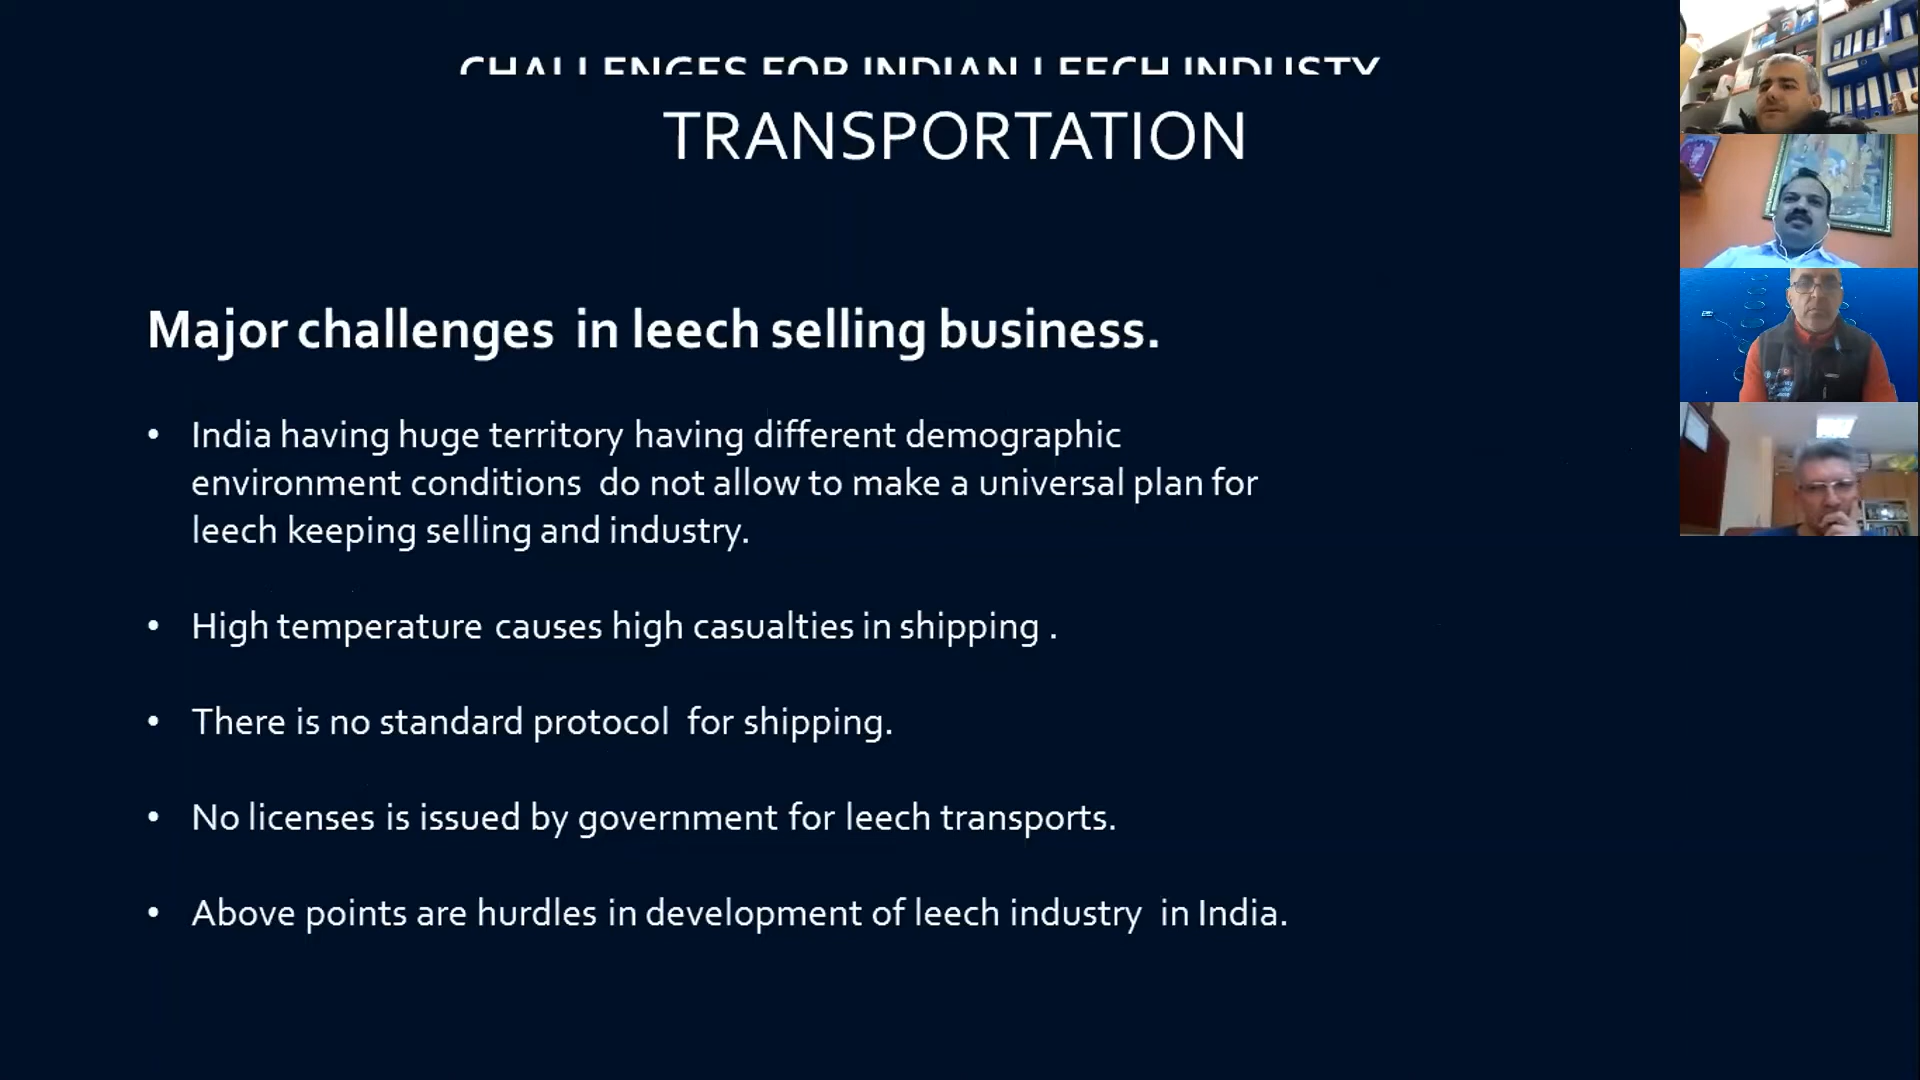 CHALLENGES FOR INDIAN LEECH INDUSTY
TRANSPORTATION
Major challenges in leech selling business.
• India having huge territory having different demographic
environment conditions do not allow to make a universal plan for
leech keeping selling and industry.
• High temperature causes high casualties in shipping .
• There is no standard protocol for shipping.
• No licenses is issued by government for leech transports.
• Above points are hurdles in development of leech industry in India.